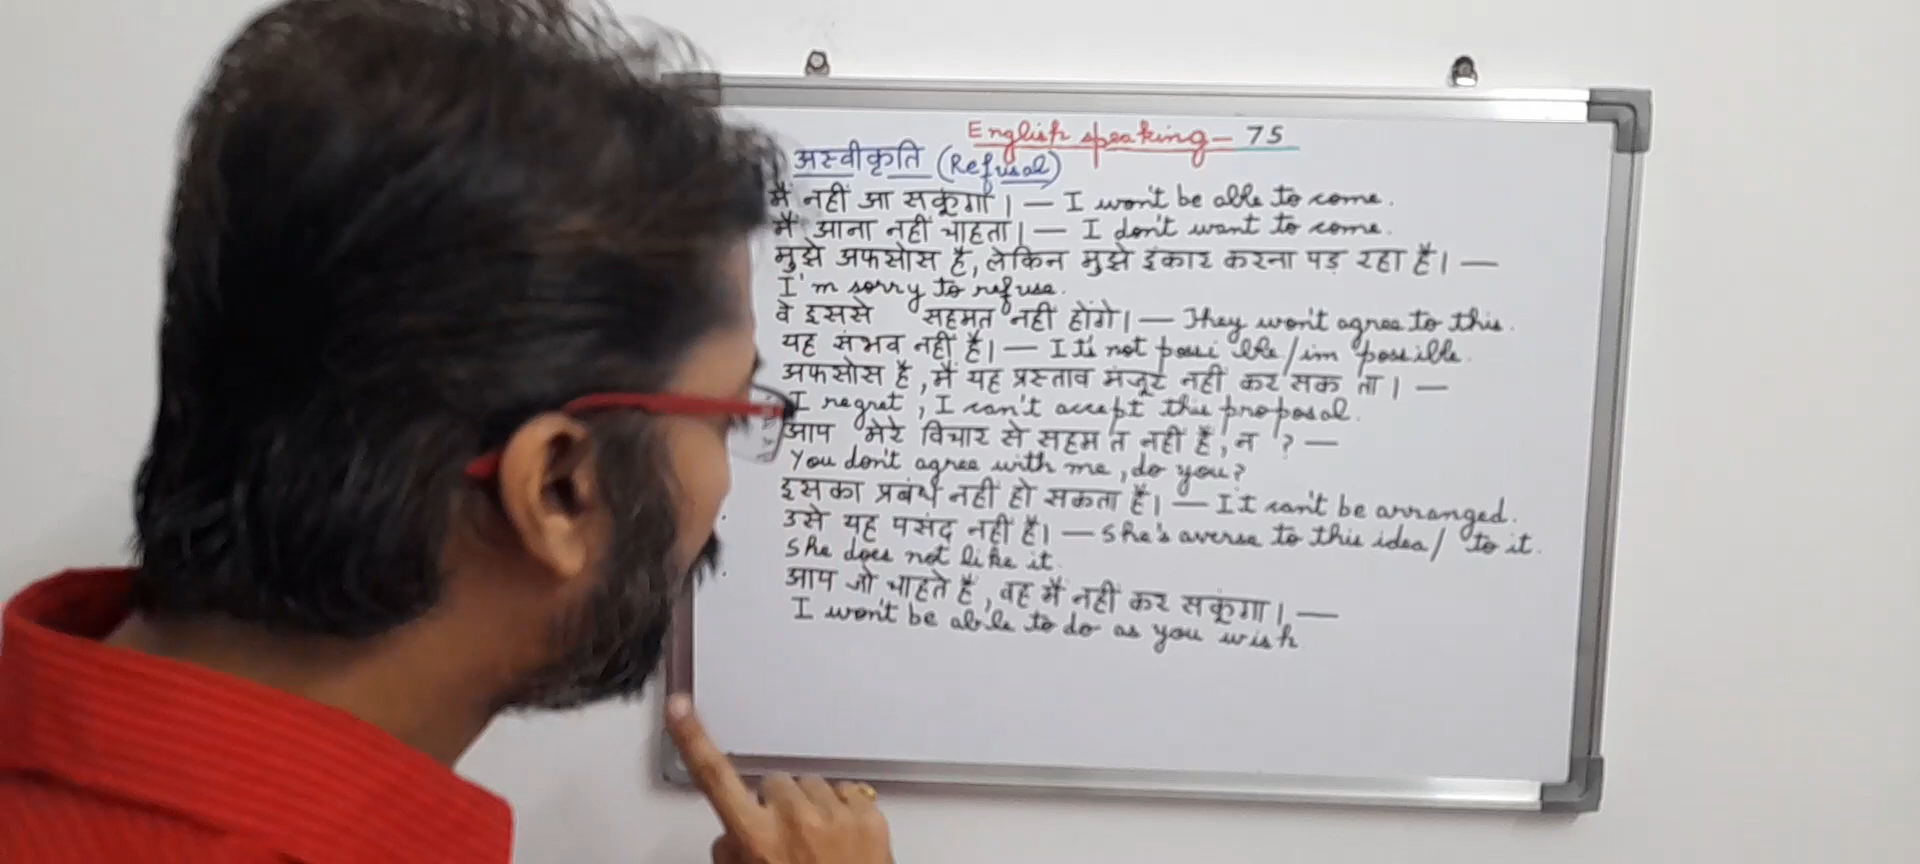 English speaking — 75
अस्वीकृति (Refusal)
मैं नहीं आ सकूंगा। — I won't be able to come.
मैं आना नहीं चाहता। — I don't want to come.
मुझे अफसोस है, लेकिन मुझे इंकार करना पड़ रहा है। —
I'm sorry to refuse.
वे इससे सहमत नहीं होंगे। — They won't agree to this.
यह संभव नहीं है। — It's not possible/impossible.
अफसोस है, मैं यह प्रस्ताव मंजूर नहीं कर सकता। —
I regret, I can't accept this proposal.
आप मेरे विचार से सहमत नहीं हैं, न ? —
You don't agree with me, do you?
इसका प्रबंध नहीं हो सकता है। — It can't be arranged.
उसे यह पसंद नहीं है। — She's averse to this idea/ to it.
She does not like it.
आप जो चाहते हैं, वह मैं नहीं कर सकूंगा। —
I won't be able to do as you wish